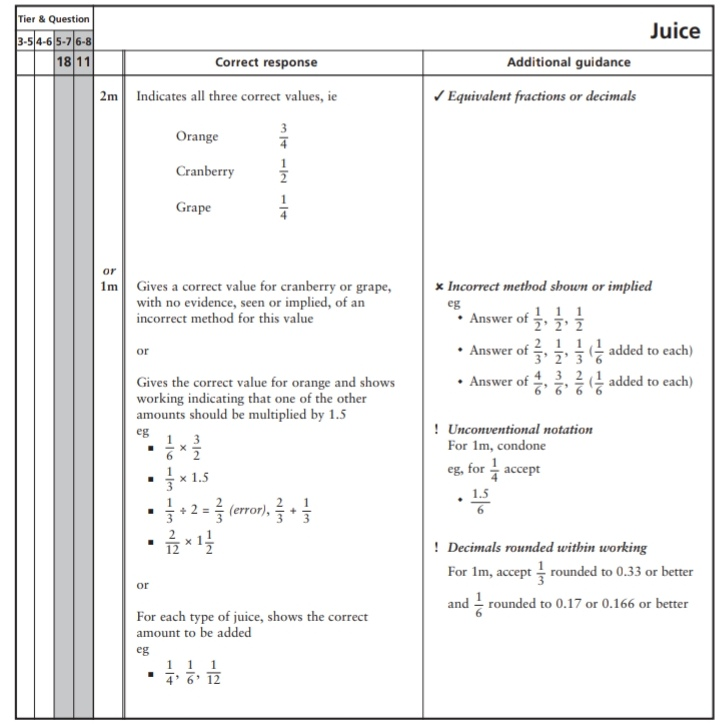 Tier & Question
3-5 4-6 5-7 6-8
18 11
Juice
Correct response
Additional guidance
2m
Indicates all three correct values, ie
Orange 3/4
Cranberry 1/2
Grape 1/4
✓ Equivalent fractions or decimals
or
1m
Gives a correct value for cranberry or grape,
with no evidence, seen or implied, of an
incorrect method for this value
or
Gives the correct value for orange and shows
working indicating that one of the other
amounts should be multiplied by 1.5
eg
▪ 1/6 × 3/2
▪ 1/3 × 1.5
▪ 1/3 ÷ 2 = 2/3 (error), 2/3 + 1/3
▪ 2/12 × 1 1/2
or
For each type of juice, shows the correct
amount to be added
eg
▪ 1/4, 1/6, 1/12
✗ Incorrect method shown or implied
eg
• Answer of 1/2, 1/2, 1/2
• Answer of 2/3, 1/2, 1/3 (1/6 added to each)
• Answer of 4/6, 3/6, 2/6 (1/6 added to each)
! Unconventional notation
For 1m, condone
eg, for 1/4 accept
• 1.5/6
! Decimals rounded within working
For 1m, accept 1/3 rounded to 0.33 or better
and 1/6 rounded to 0.17 or 0.166 or better